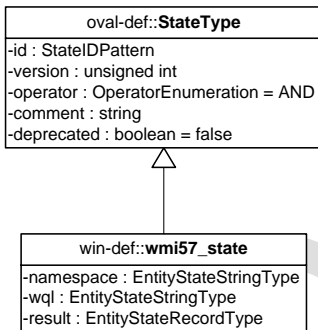 oval-def::StateType
-id : StateIDPattern
-version : unsigned int
-operator : OperatorEnumeration = AND
-comment : string
-deprecated : boolean = false
win-def::wmi57_state
-namespace : EntityStateStringType
-wql : EntityStateStringType
-result : EntityStateRecordType